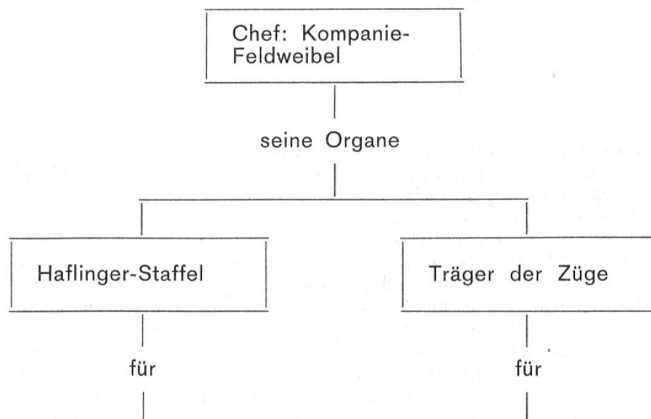 Chef: Kompanie-
Feldweibel
seine Organe
Haflinger-Staffel
Träger der Züge
für
für